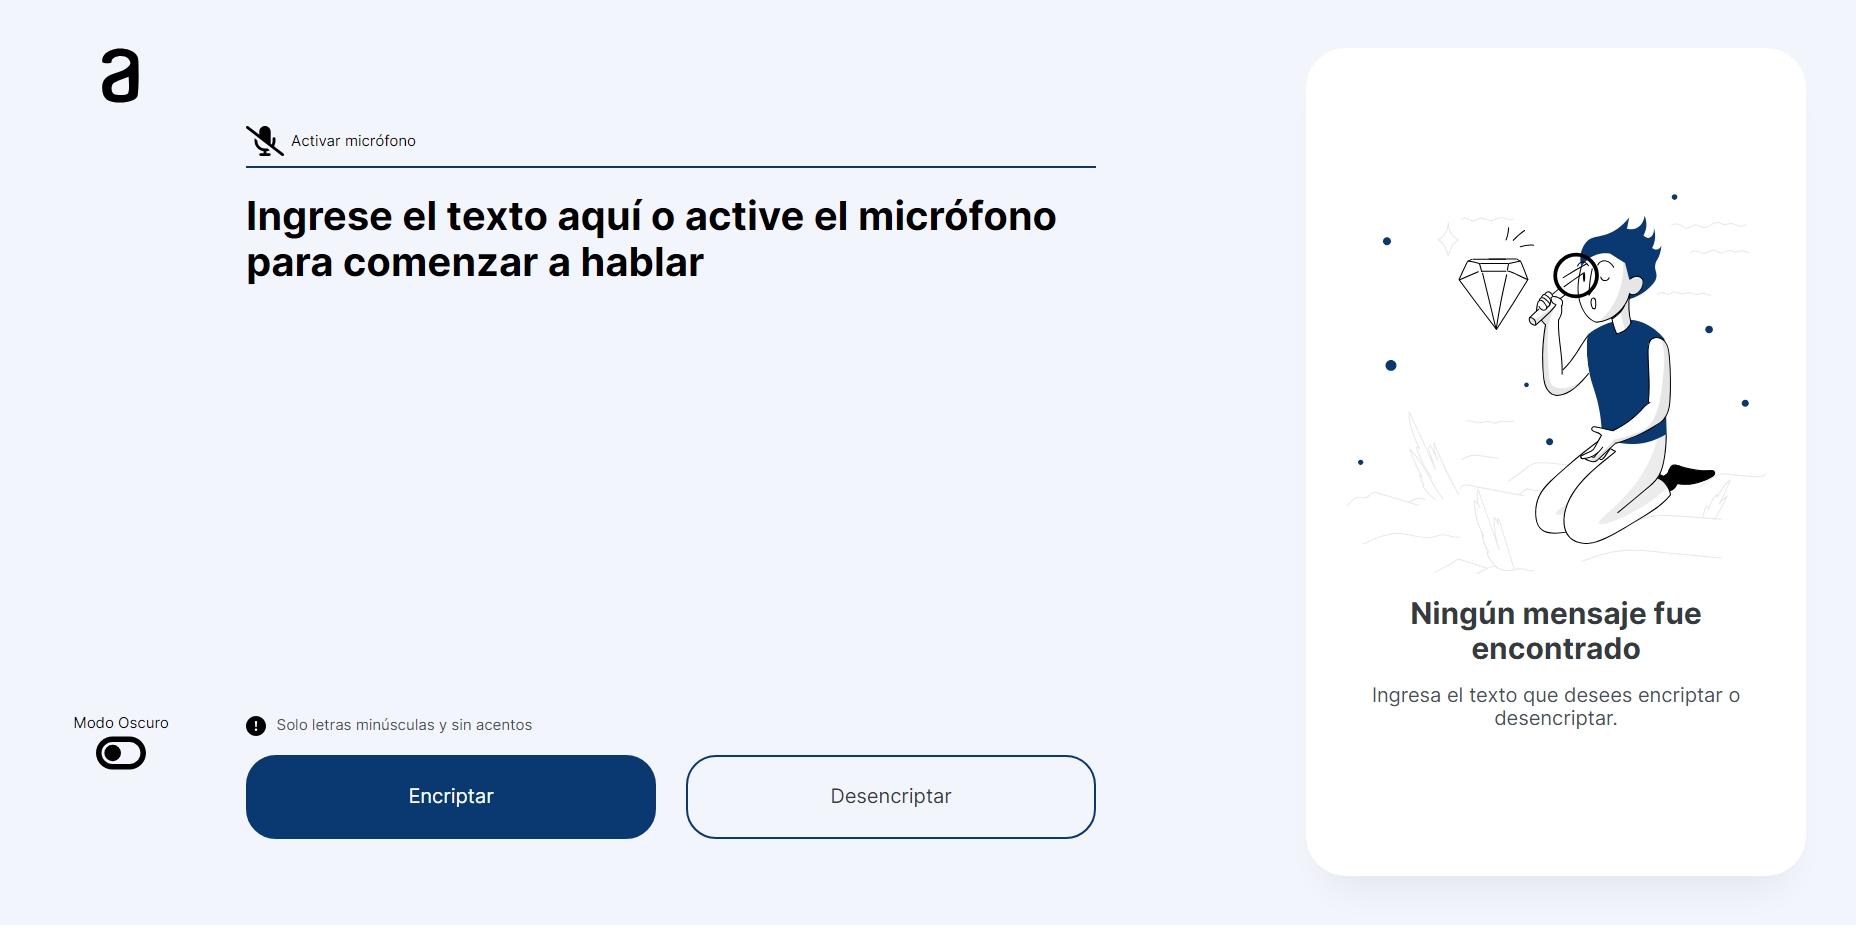 a
Activar micrófono
Ingrese el texto aquí o active el micrófono
para comenzar a hablar
Modo Oscuro
Solo letras minúsculas y sin acentos
Encriptar
Desencriptar
Ningún mensaje fue
encontrado
Ingresa el texto que desees encriptar o
desencriptar.